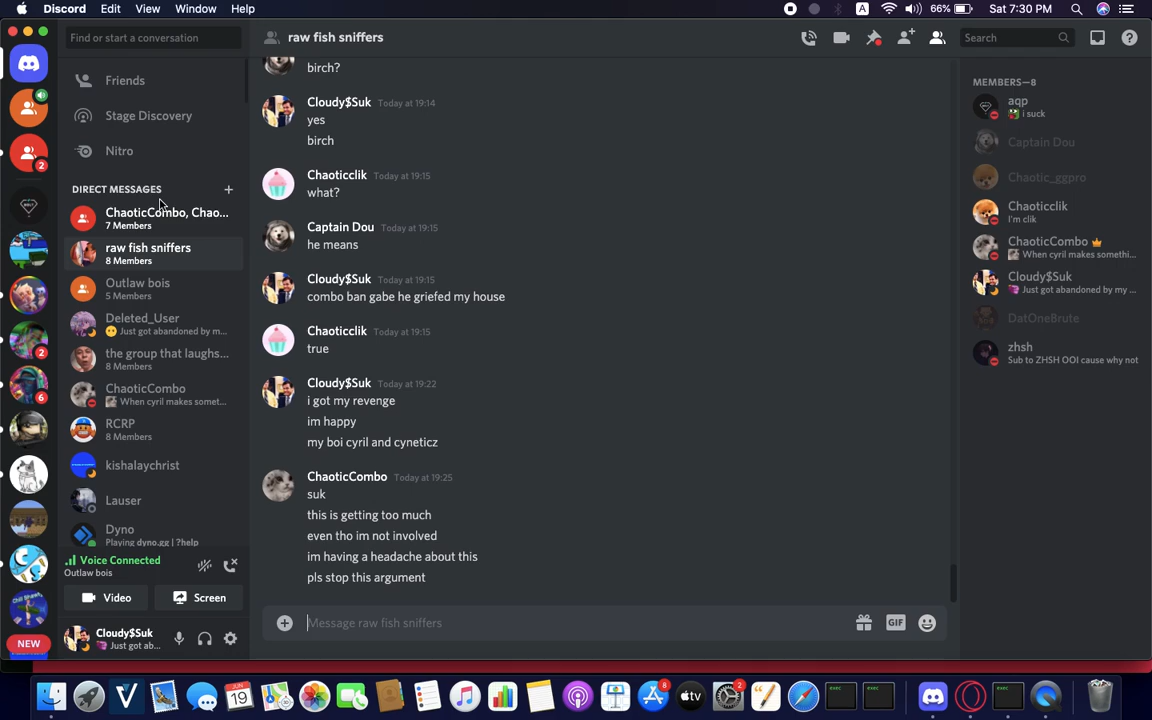 Discord Edit View Window Help
A 66% Sat 7:30 PM
Find or start a conversation
Friends
Stage Discovery
Nitro
DIRECT MESSAGES
ChaoticCombo, Chao...
7 Members
raw fish sniffers
8 Members
Outlaw bois
5 Members
Deleted_User
Just got abandoned by m...
the group that laughs...
8 Members
ChaoticCombo
When cyril makes somet...
RCRP
8 Members
kishalaychrist
Lauser
Dyno
Playing dyno.gg | ?help
Voice Connected
Outlaw bois
Video
Screen
Cloudy$Suk
Just got ab...
2
2
6
NEW
raw fish sniffers
Search
birch?
Cloudy$Suk Today at 19:14
yes
birch
Chaoticclik Today at 19:15
what?
Captain Dou Today at 19:15
he means
Cloudy$Suk Today at 19:15
combo ban gabe he griefed my house
Chaoticclik Today at 19:15
true
Cloudy$Suk Today at 19:22
i got my revenge
im happy
my boi cyril and cyneticz
ChaoticCombo Today at 19:25
suk
this is getting too much
even tho im not involved
im having a headache about this
pls stop this argument
Message raw fish sniffers
GIF
MEMBERS—8
aqp
i suck
Captain Dou
Chaotic_ggpro
Chaoticclik
I'm clik
ChaoticCombo
When cyril makes somethi...
Cloudy$Suk
Just got abandoned by my ...
DatOneBrute
zhsh
Sub to ZHSH OOI cause why not
JUN
19
8
tv
2